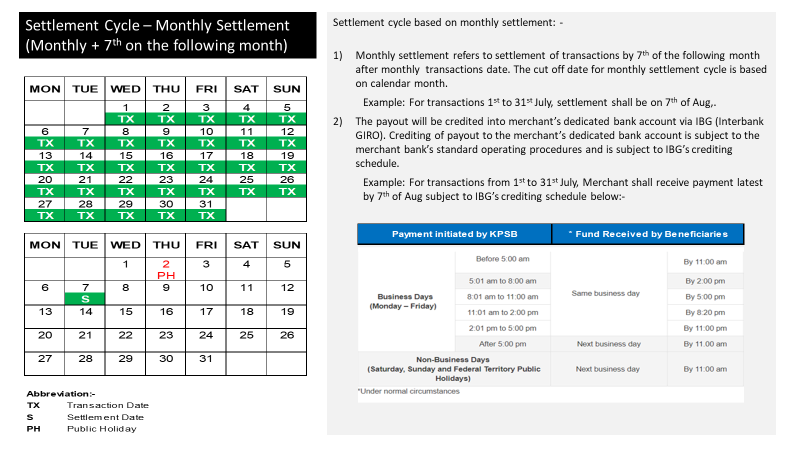 Settlement Cycle – Monthly Settlement
(Monthly + 7th on the following month)
MON TUE WED THU FRI SAT SUN
1 2 3 4 5
TX TX TX TX TX
6 7 8 9 10 11 12
TX TX TX TX TX TX TX
13 14 15 16 17 18 19
TX TX TX TX TX TX TX
20 21 22 23 24 25 26
TX TX TX TX TX TX TX
27 28 29 30 31
TX TX TX TX TX
MON TUE WED THU FRI SAT SUN
1 2 3 4 5
PH
6 7 8 9 10 11 12
S
13 14 15 16 17 18 19
20 21 22 23 24 25 26
27 28 29 30 31
Abbreviation:-
TX Transaction Date
S Settlement Date
PH Public Holiday
Settlement cycle based on monthly settlement: -
1) Monthly settlement refers to settlement of transactions by 7th of the following month
after monthly transactions date. The cut off date for monthly settlement cycle is based
on calendar month.
Example: For transactions 1st to 31st July, settlement shall be on 7th of Aug,.
2) The payout will be credited into merchant's dedicated bank account via IBG (Interbank
GIRO). Crediting of payout to the merchant's dedicated bank account is subject to the
merchant bank's standard operating procedures and is subject to IBG's crediting
schedule.
Example: For transactions from 1st to 31st July, Merchant shall receive payment latest
by 7th of Aug subject to IBG's crediting schedule below:-
Payment initiated by KPSB * Fund Received by Beneficiaries
Business Days
(Monday – Friday)
Before 5:00 am Same business day By 11:00 am
5:01 am to 8:00 am By 2:00 pm
8:01 am to 11:00 am By 5:00 pm
11:01 am to 2:00 pm By 8:20 pm
2:01 pm to 5:00 pm By 11:00 pm
After 5:00 pm Next business day By 11.00 am
Non-Business Days
(Saturday, Sunday and Federal Territory Public
Holidays)
Next business day By 11:00 am
*Under normal circumstances